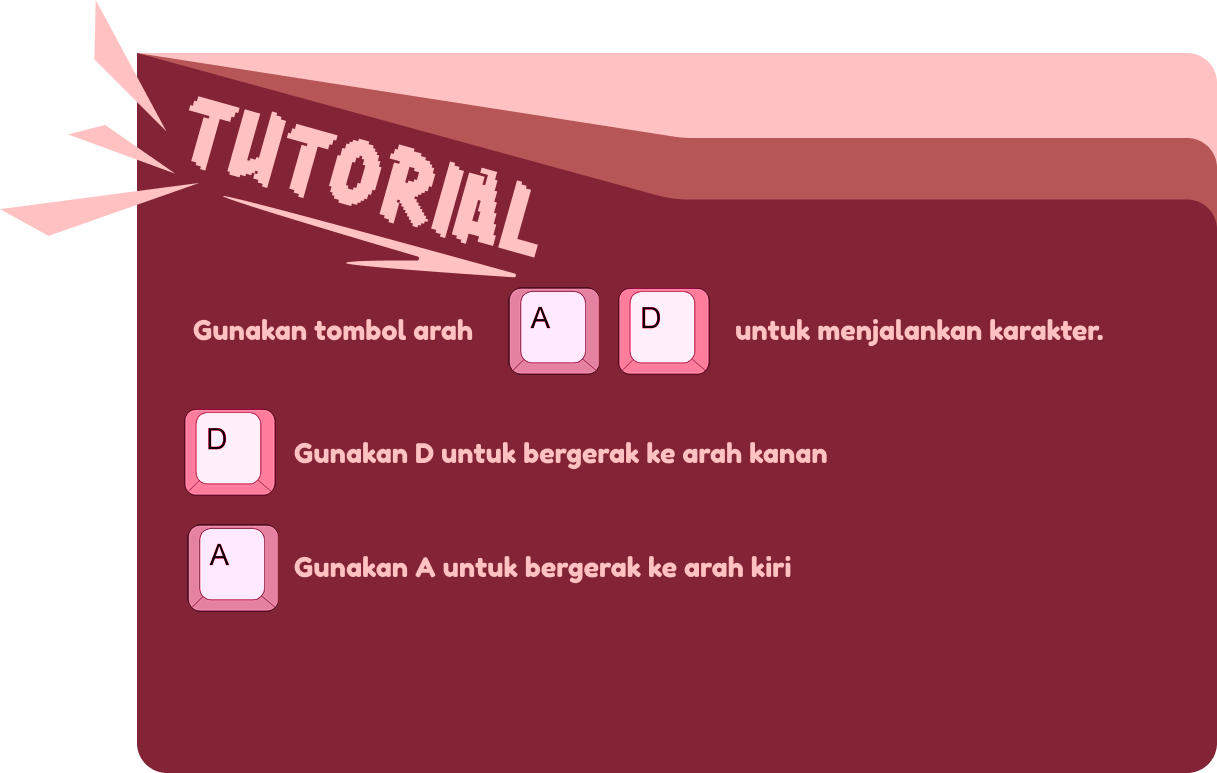 TUTORIAL
Gunakan tombol arah A D untuk menjalankan karakter.
D Gunakan D untuk bergerak ke arah kanan
A Gunakan A untuk bergerak ke arah kiri